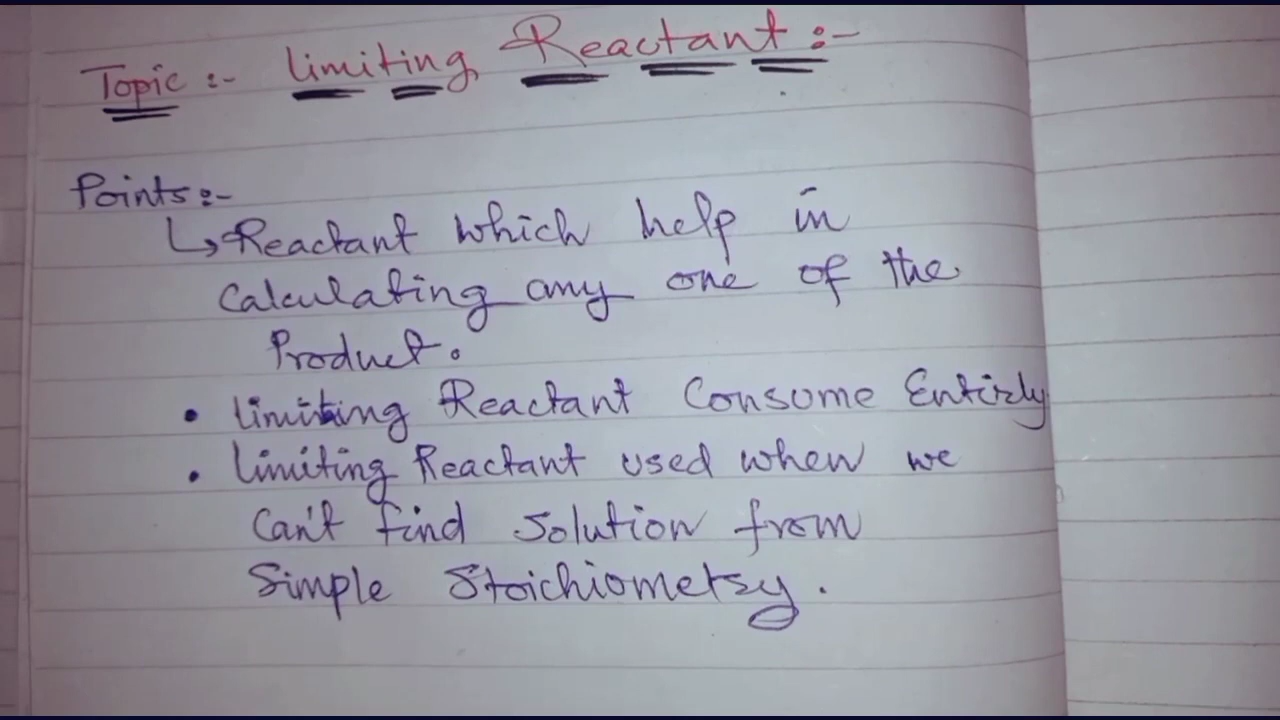 Topic :- limiting Reactant :-
Points :-
↳ Reactant which help in
Calculating any one of the
Product.
• limiting Reactant Consume Entirly
• limiting Reactant used when we
can't find solution from
Simple Stoichiometry.